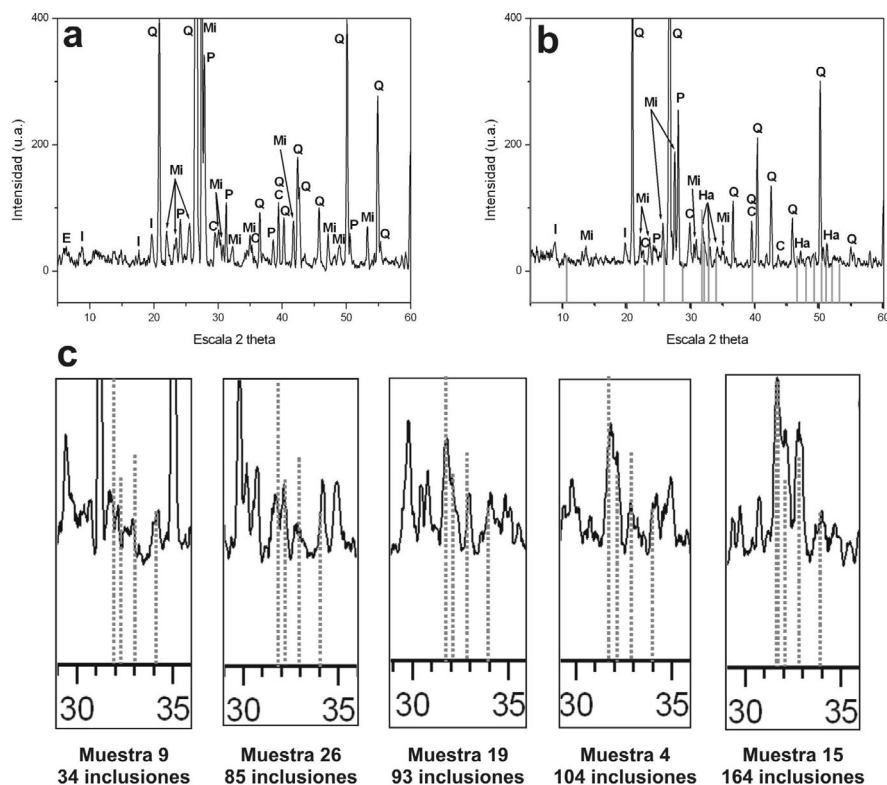 a
b
Intensidad (u.a.)
400
200
0
10
20
30
40
50
60
Escala 2 theta
E
I
I
I
Q
Mi
P
Q
Mi
P
C
Mi
P
Mi
Mi
C
Q
P
Q
C
Q
Mi
Q
Q
Q
Mi
Mi
Q
P
Mi
Q
Q
Intensidad (u.a.)
400
200
0
10
20
30
40
50
60
Escala 2 theta
I
Mi
I
Q
Mi
Mi
P
C
Q
P
C
Mi
Ha
Mi
Q
Q
C
Q
Q
C
Q
Ha
Q
Ha
Q
c
30 35
30 35
30 35
30 35
30 35
Muestra 9
34 inclusiones
Muestra 26
85 inclusiones
Muestra 19
93 inclusiones
Muestra 4
104 inclusiones
Muestra 15
164 inclusiones